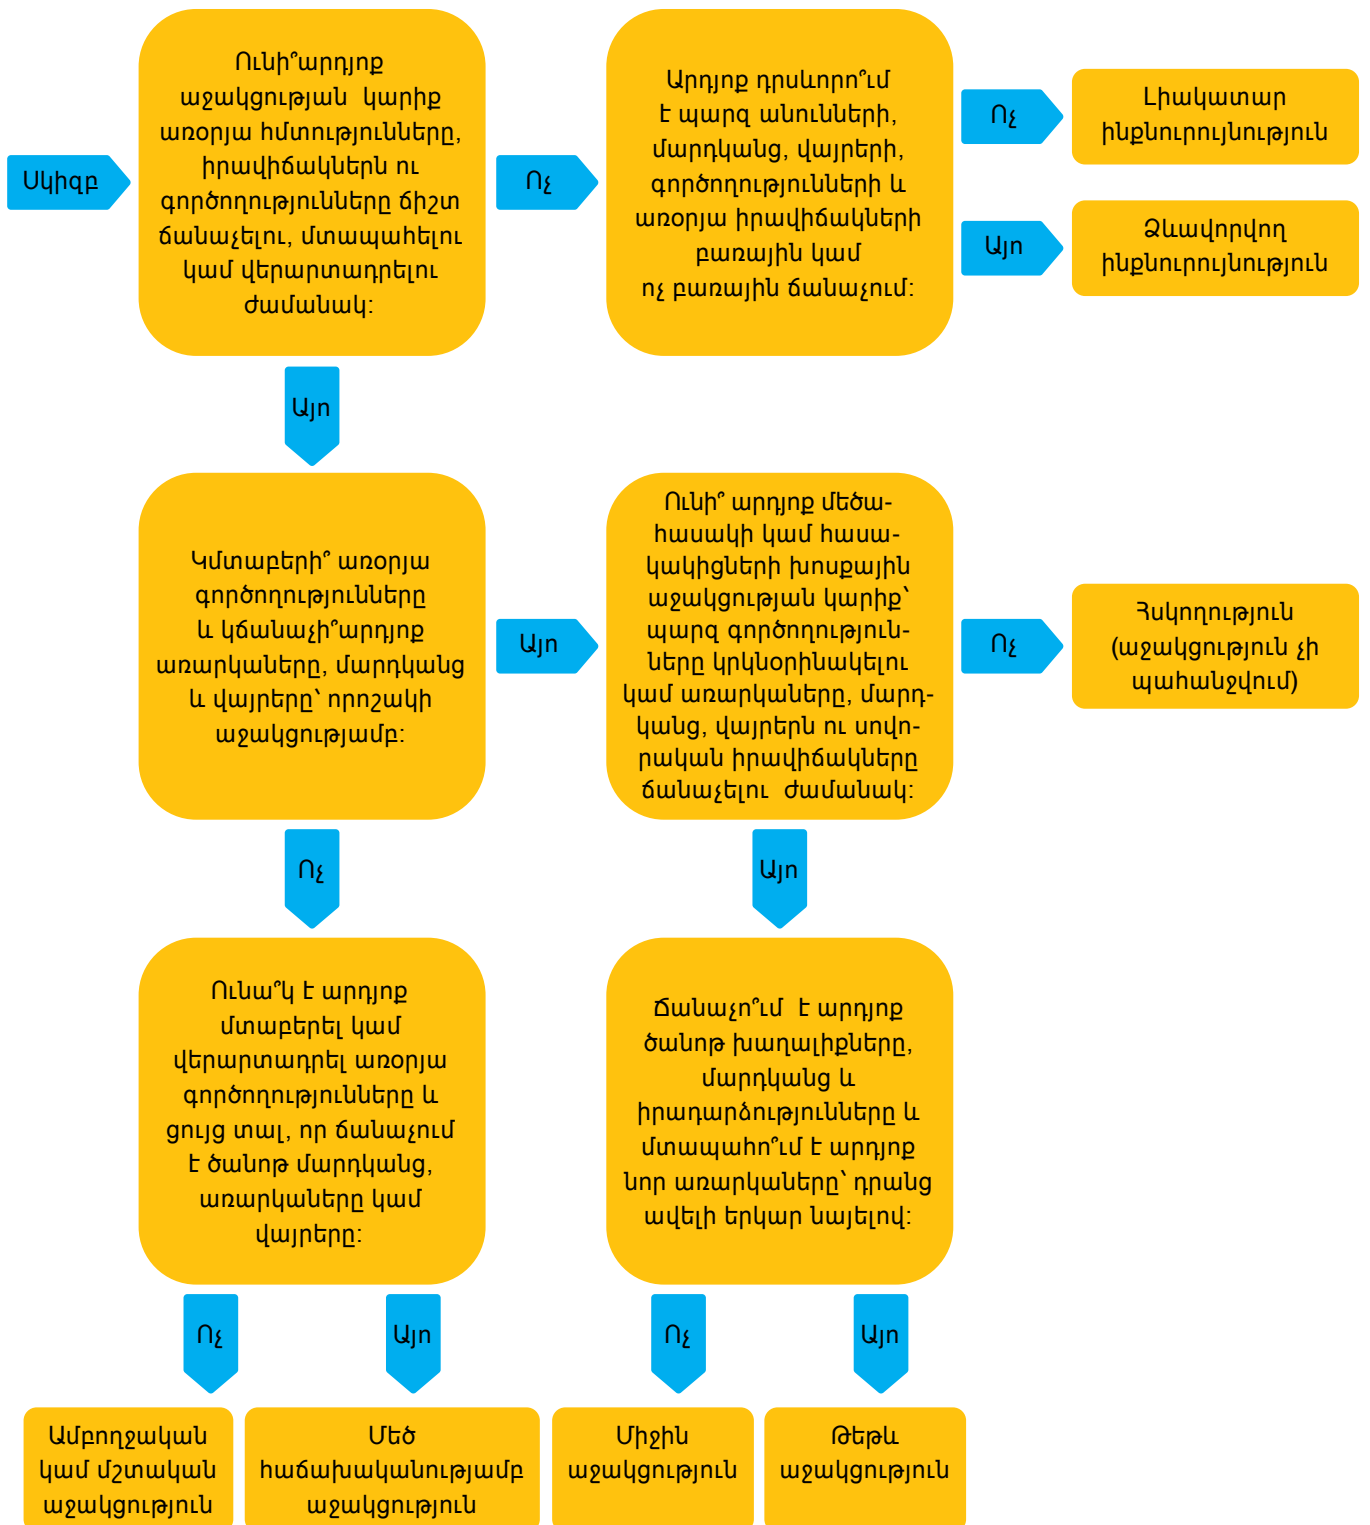 Սկիզբ
Ունի՞արդյոք
աջակցության կարիք
առօրյա հմտությունները,
իրավիճակներն ու
գործողությունները ճիշտ
ճանաչելու, մտապահելու
կամ վերարտադրելու
ժամանակ:
Ոչ
Արդյոք դրսևորո՞ւմ
է պարզ անունների,
մարդկանց, վայրերի,
գործողությունների և
առօրյա իրավիճակների
բառային կամ
ոչ բառային ճանաչում:
Ոչ
Լիակատար
ինքնուրույնություն
Այո
Ձևավորվող
ինքնուրույնություն
Այո
Կմտաբերի՞ առօրյա
գործողությունները
և կճանաչի՞արդյոք
առարկաները, մարդկանց
և վայրերը՝ որոշակի
աջակցությամբ:
Այո
Ունի՞ արդյոք մեծա-
հասակի կամ հասա-
կակիցների խոսքային
աջակցության կարիք՝
պարզ գործողություն-
ները կրկնօրինակելու
կամ առարկաները, մարդ-
կանց, վայրերն ու սովո-
րական իրավիճակները
ճանաչելու ժամանակ:
Ոչ
Հսկողություն
(աջակցություն չի
պահանջվում)
Ոչ
Այո
Ունա՞կ է արդյոք
մտաբերել կամ
վերարտադրել առօրյա
գործողությունները և
ցույց տալ, որ ճանաչում
է ծանոթ մարդկանց,
առարկաները կամ
վայրերը:
Ճանաչո՞ւմ է արդյոք
ծանոթ խաղալիքները,
մարդկանց և
իրադարձությունները և
մտապահո՞ւմ է արդյոք
նոր առարկաները՝ դրանց
ավելի երկար նայելով:
Ոչ
Այո
Ոչ
Այո
Ամբողջական
կամ մշտական
աջակցություն
Մեծ
հաճախականությամբ
աջակցություն
Միջին
աջակցություն
Թեթև
աջակցություն